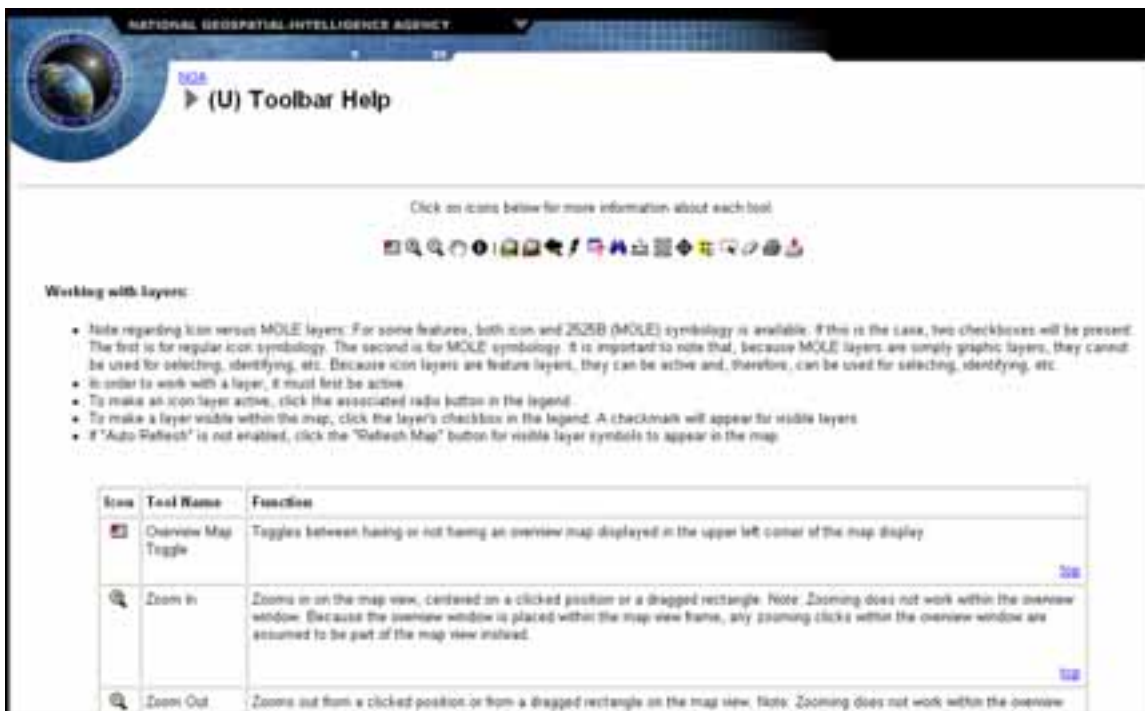 NATIONAL GEOSPATIAL-INTELLIGENCE AGENCY
NGA
(U) Toolbar Help
Click on icons below for more information about each tool.
Working with layers:
Note regarding Icon versus MOLE layers: For some features, both icon and 2525B (MOLE) symbology is available. If this is the case, two checkboxes will be present.
The first is for regular icon symbology. The second is for MOLE symbology. It is important to note that, because MOLE layers are simply graphic layers, they cannot
be used for selecting, identifying, etc. Because icon layers are feature layers, they can be active and, therefore, can be used for selecting, identifying, etc.
In order to work with a layer, it must first be active.
To make an icon layer active, click the associated radio button in the legend.
To make a layer visible within the map, click the layer's checkbox in the legend. A checkmark will appear for visible layers.
If "Auto Refresh" is not enabled, click the "Refresh Map" button for visible layer symbols to appear in the map.
Icon Tool Name Function
Overview Map Toggles between having or not having an overview map displayed in the upper left corner of the map display.
Toggle
top
Zoom In Zooms in on the map view, centered on a clicked position or a dragged rectangle. Note: Zooming does not work within the overview
window. Because the overview window is placed within the map view frame, any zooming clicks within the overview window are
assumed to be part of the map view instead.
top
Zoom Out Zooms out from a clicked position or from a dragged rectangle on the map view. Note: Zooming does not work within the overview